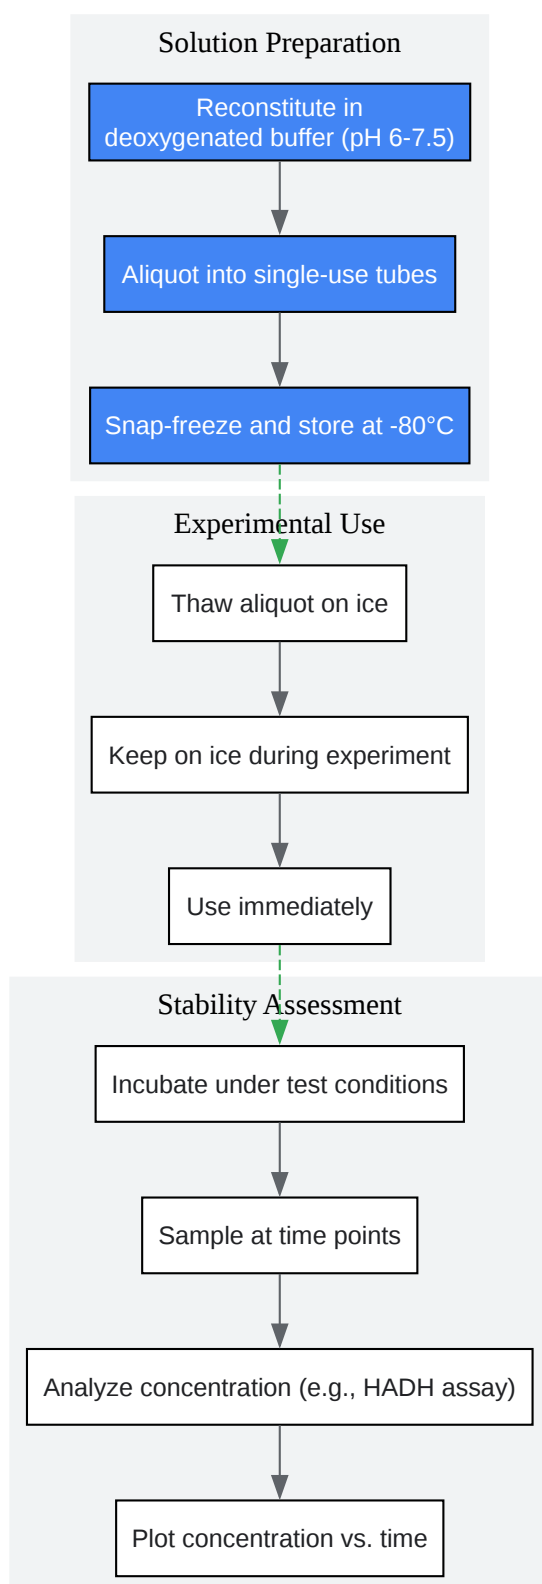 Solution Preparation
Reconstitute in
deoxygenated buffer (pH 6-7.5)
Aliquot into single-use tubes
Snap-freeze and store at -80°C
Experimental Use
Thaw aliquot on ice
Keep on ice during experiment
Use immediately
Stability Assessment
Incubate under test conditions
Sample at time points
Analyze concentration (e.g., HADH assay)
Plot concentration vs. time